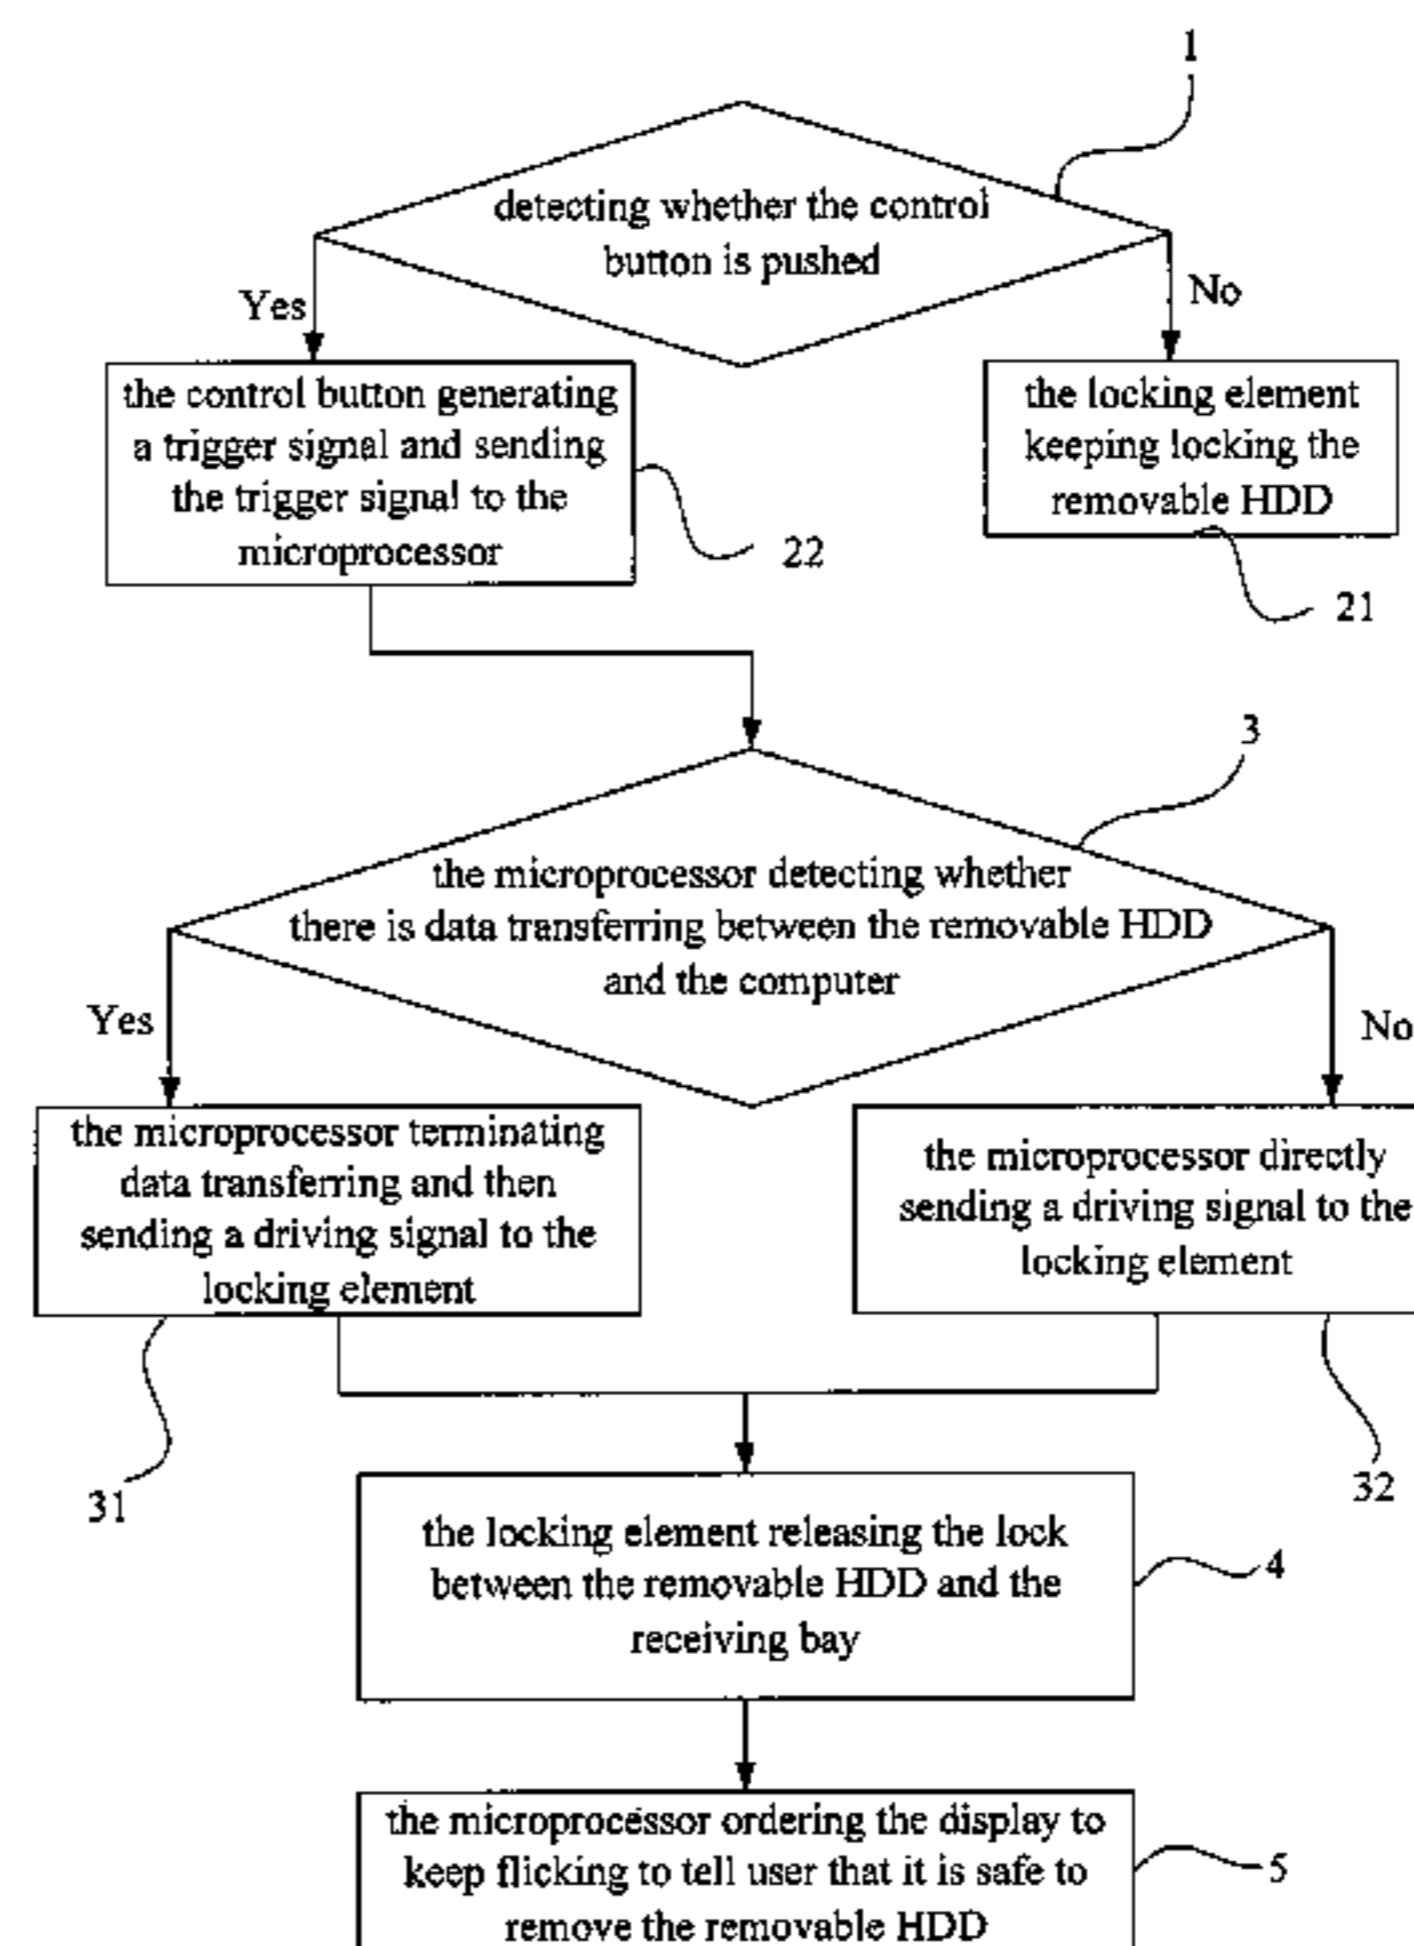 1
detecting whether the control
button is pushed
Yes
No
the control button generating
a trigger signal and sending
the trigger signal to the
microprocessor
22
the locking element
keeping locking the
removable HDD
21
3
the microprocessor detecting whether
there is data transferring between the removable HDD
and the computer
Yes
No
the microprocessor terminating
data transferring and then
sending a driving signal to the
locking element
31
the microprocessor directly
sending a driving signal to the
locking element
32
the locking element releasing the lock
between the removable HDD and the
receiving bay
4
the microprocessor ordering the display to
keep flicking to tell user that it is safe to
remove the removable HDD
5